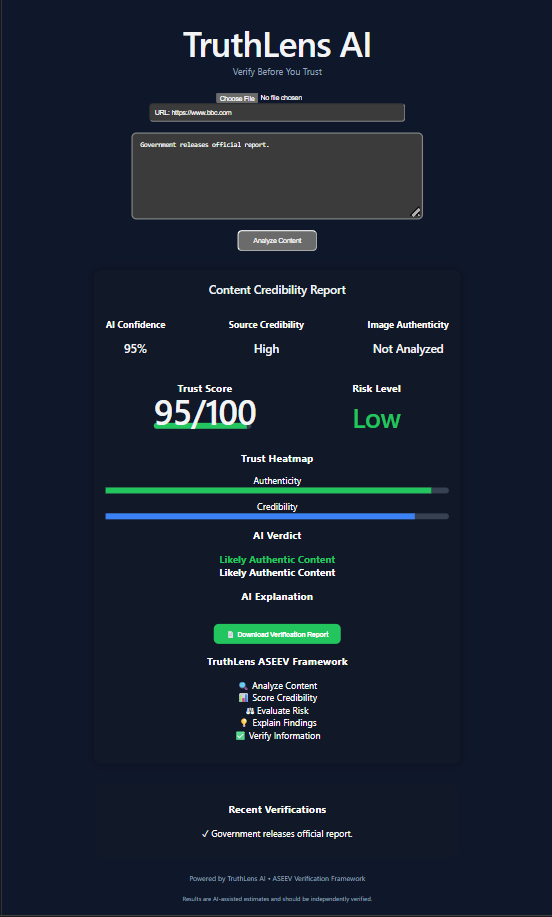 TruthLens AI
Verify Before You Trust
Choose File No file chosen
URL: https://www.bbc.com
Government releases official report.
Analyze Content
Content Credibility Report
AI Confidence Source Credibility Image Authenticity
95% High Not Analyzed
Trust Score Risk Level
95/100 Low
Trust Heatmap
Authenticity
Credibility
AI Verdict
Likely Authentic Content
Likely Authentic Content
AI Explanation
Download Verification Report
TruthLens ASEEV Framework
Analyze Content
Score Credibility
Evaluate Risk
Explain Findings
Verify Information
Recent Verifications
✓ Government releases official report.
Powered by TruthLens AI • ASEEV Verification Framework
Results are AI-assisted estimates and should be independently verified.